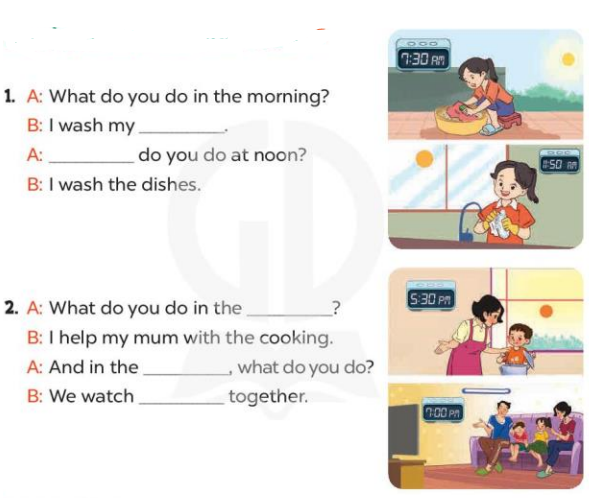 1. A: What do you do in the morning?
B: I wash my ________.
A: ________ do you do at noon?
B: I wash the dishes.
7:30 AM
:50 AM
2. A: What do you do in the ________?
B: I help my mum with the cooking.
A: And in the ________, what do you do?
B: We watch ________ together.
5:30 PM
7:00 PM